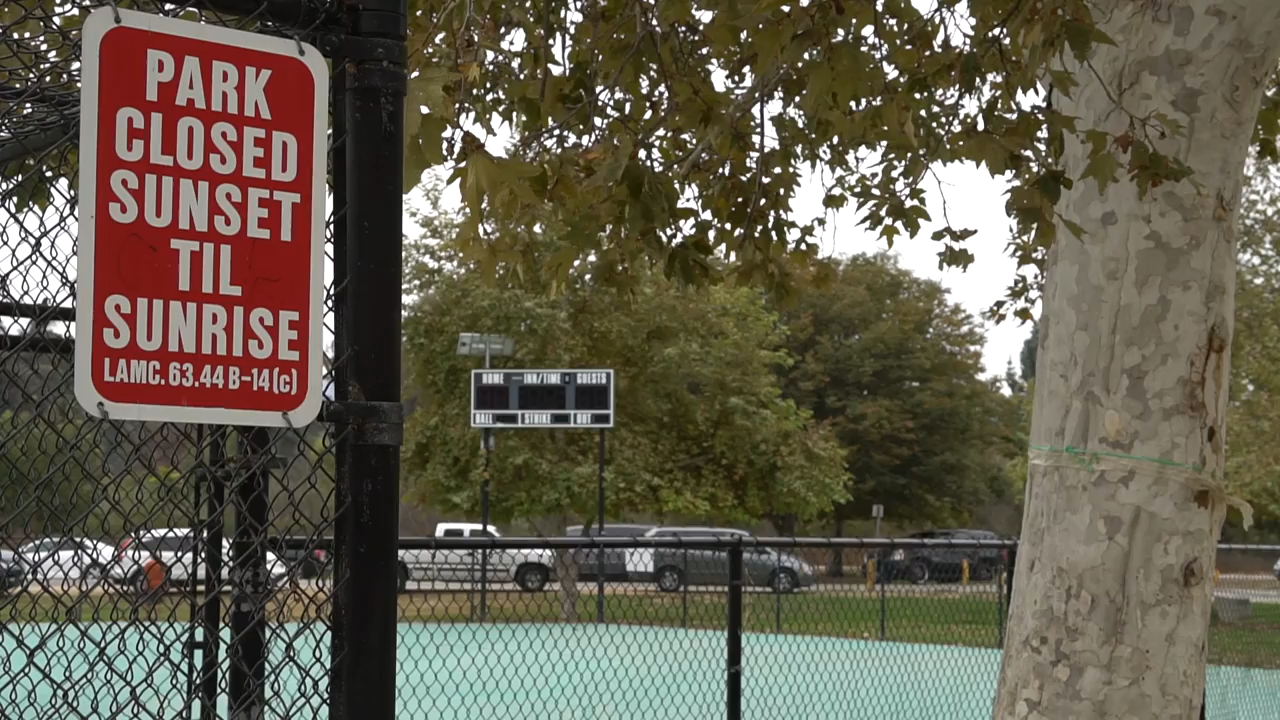 PARK
CLOSED
SUNSET
TIL
SUNRISE
LAMC. 63.44 B-14(c)
HOME INN/TIME GUESTS
BALL STRIKE OUT